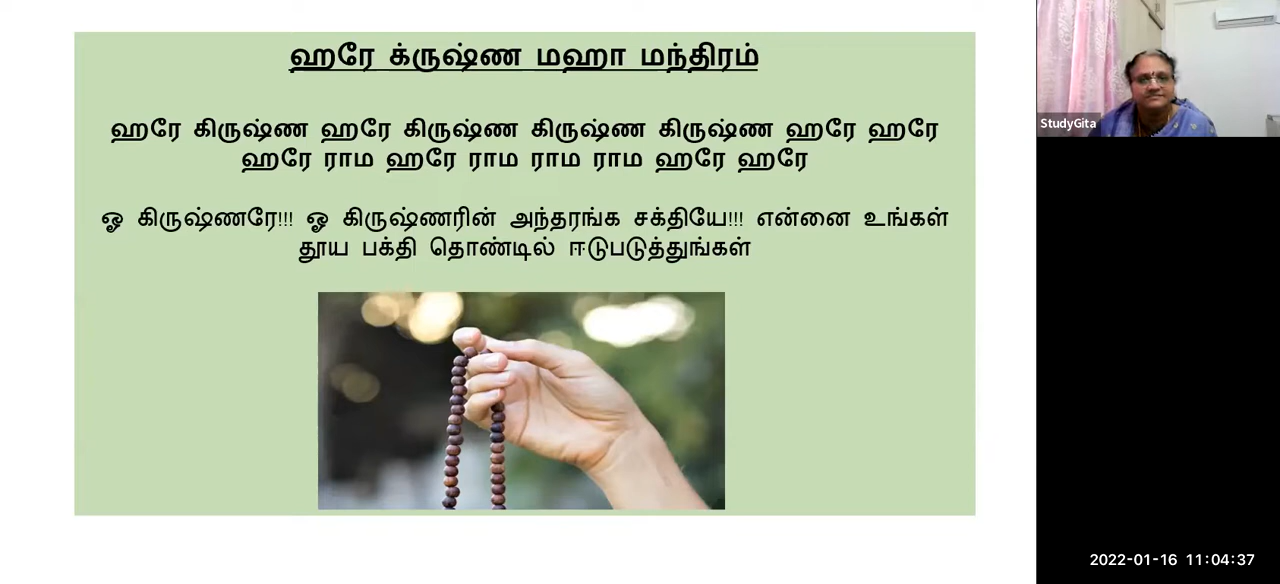 ஹரே க்ருஷ்ண மஹா மந்திரம்
ஹரே கிருஷ்ண ஹரே கிருஷ்ண கிருஷ்ண கிருஷ்ண ஹரே ஹரே
ஹரே ராம ஹரே ராம ராம ராம ஹரே ஹரே
ஓ கிருஷ்ணரே!!! ஓ கிருஷ்ணரின் அந்தரங்க சக்தியே!!! என்னை உங்கள்
தூய பக்தி தொண்டில் ஈடுபடுத்துங்கள்
StudyGita
2022-01-16 11:04:37